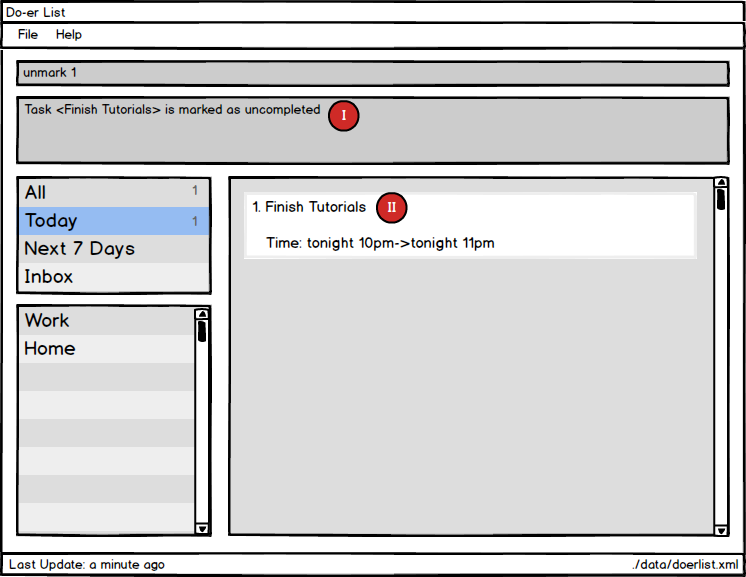 Do-er List
File Help
unmark 1
Task <Finish Tutorials> is marked as uncompleted I
All 1
Today 1
Next 7 Days
Inbox
Work
Home
1. Finish Tutorials II
Time: tonight 10pm->tonight 11pm
Last Update: a minute ago
./data/doerlist.xml